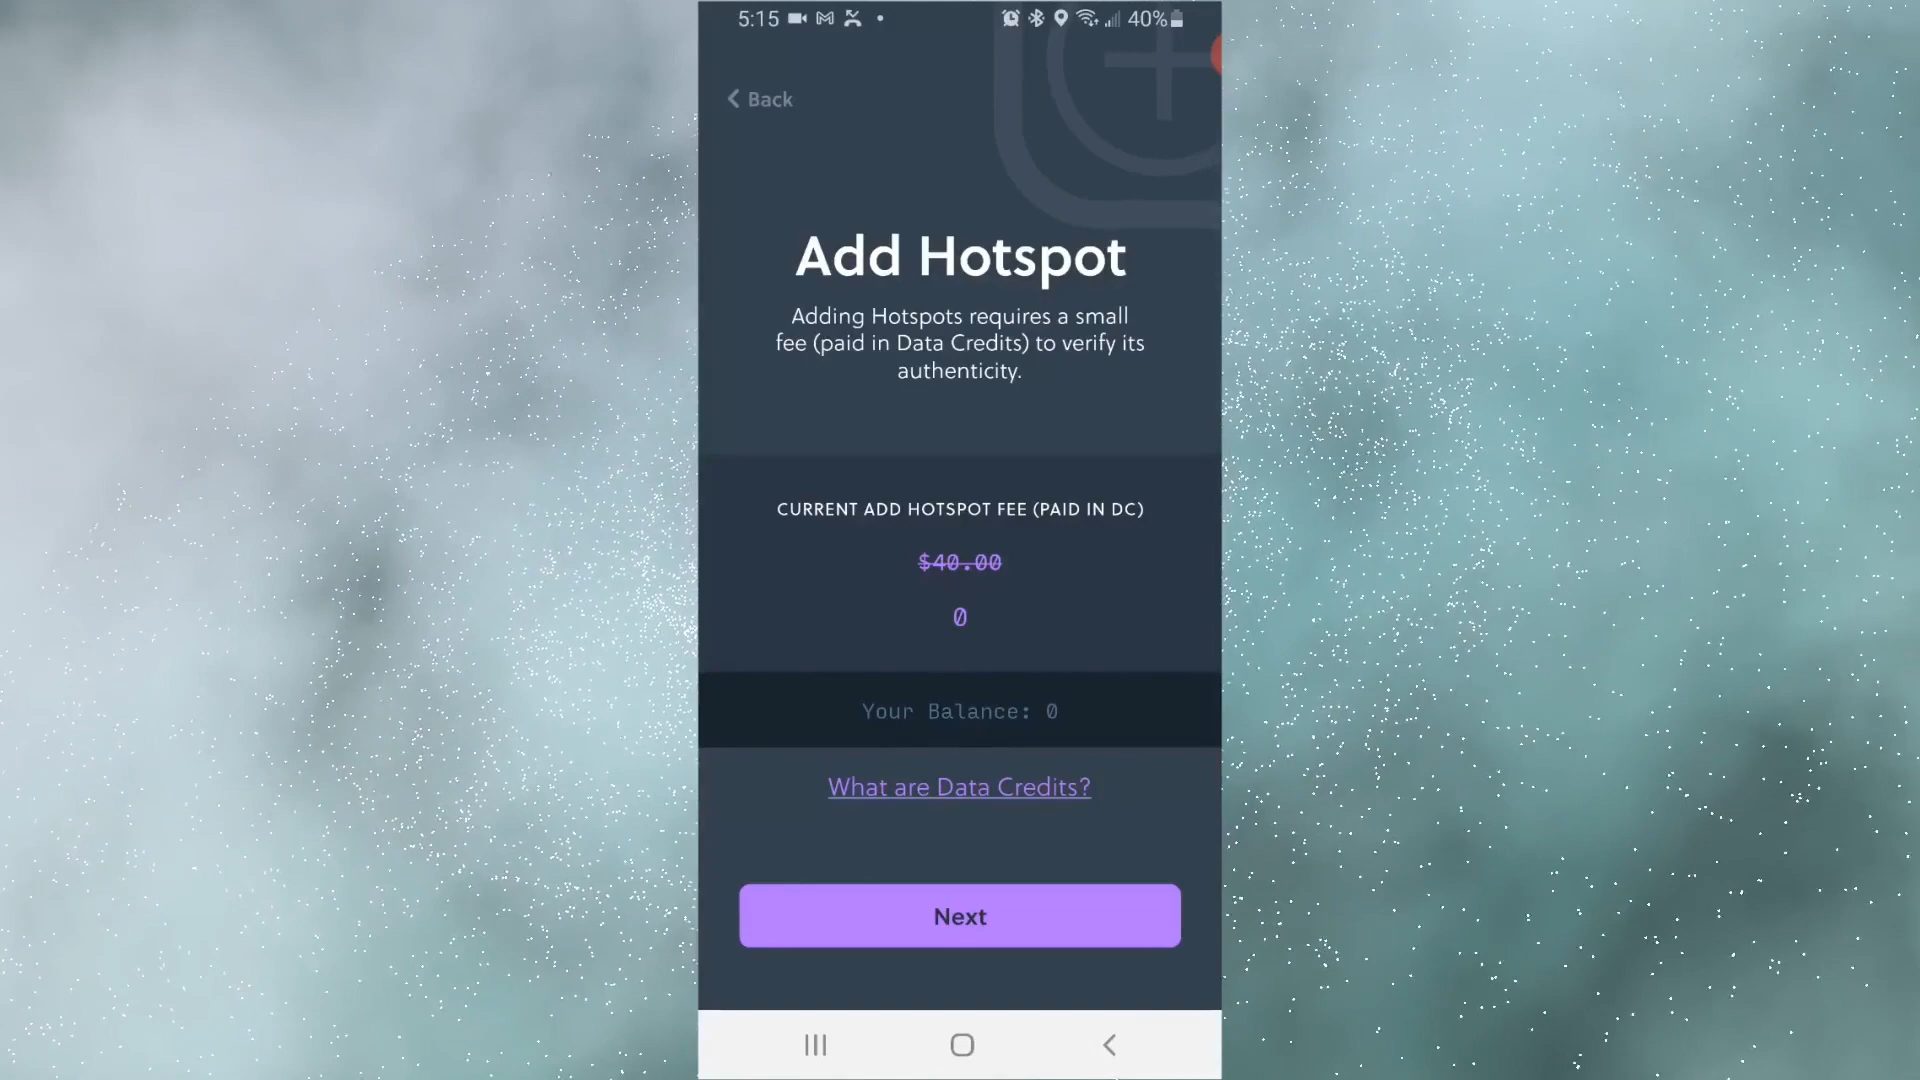 5:15
40%
Back
Add Hotspot
Adding Hotspots requires a small
fee (paid in Data Credits) to verify its
authenticity.
CURRENT ADD HOTSPOT FEE (PAID IN DC)
$40.00
0
Your Balance: 0
What are Data Credits?
Next